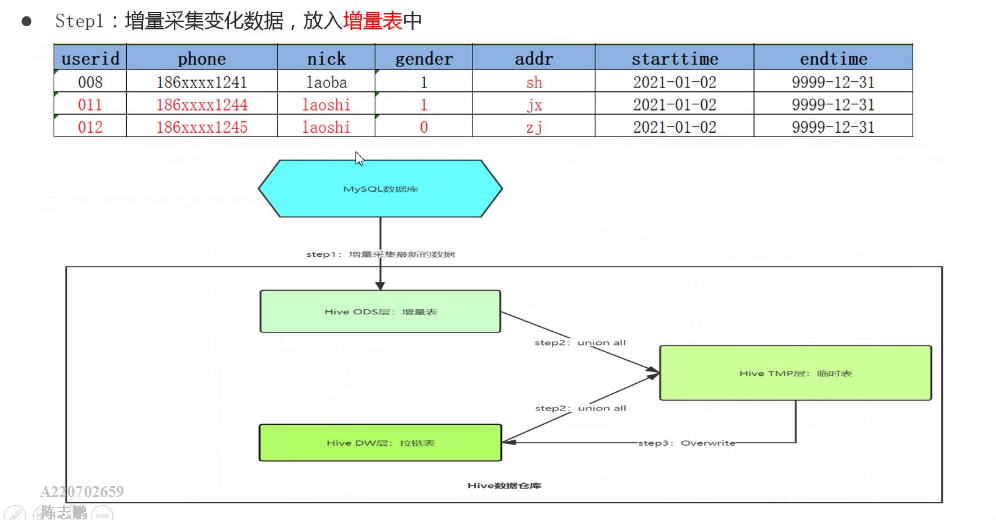 ● Step1：增量采集变化数据，放入增量表中
userid phone nick gender addr starttime endtime
008 186xxxx1241 laoba 1 sh 2021-01-02 9999-12-31
011 186xxxx1244 laoshi 1 jx 2021-01-02 9999-12-31
012 186xxxx1245 laoshi 0 zj 2021-01-02 9999-12-31
MySQL数据库
step1：增量采集最新的数据
Hive ODS层：增量表
step2：union all
Hive TMP层：临时表
step2：union all
Hive DW层：拉链表
step3：Overwrite
Hive数据仓库
A220702659
陈志鹏